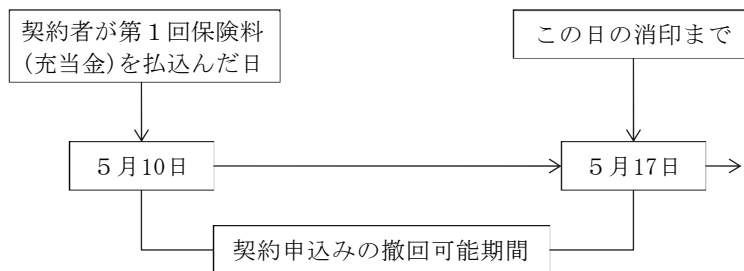 契約者が第１回保険料
(充当金)を払込んだ日
この日の消印まで
５月10日
５月17日
契約申込みの撤回可能期間